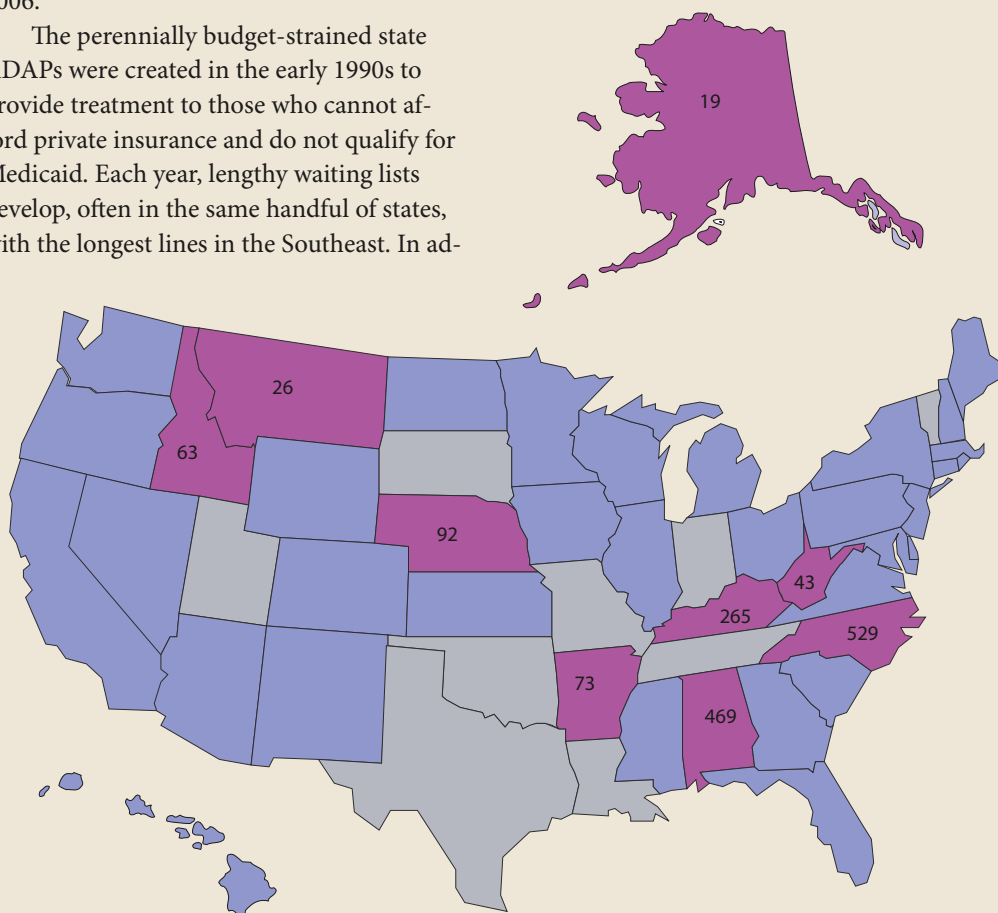 006.
The perennially budget-strained state
DAPs were created in the early 1990s to
rovide treatment to those who cannot af-
ord private insurance and do not qualify for
Medicaid. Each year, lengthy waiting lists
evelop, often in the same handful of states,
ith the longest lines in the Southeast. In ad-
19
26
63
92
43
265
529
73
469